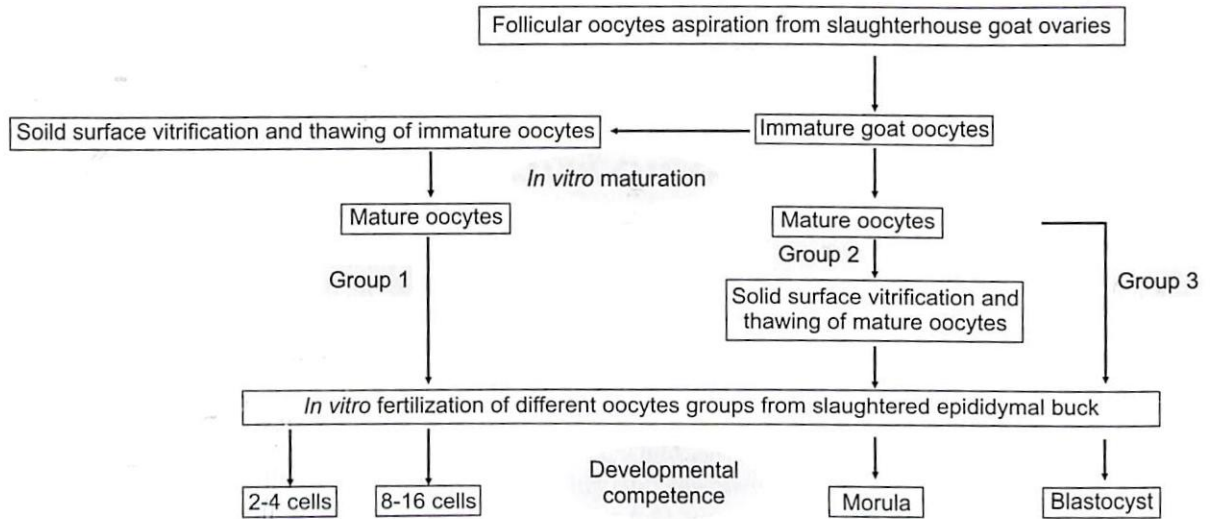 Follicular oocytes aspiration from slaughterhouse goat ovaries
Soild surface vitrification and thawing of immature oocytes
Immature goat oocytes
In vitro maturation
Mature oocytes
Mature oocytes
Group 1
Group 2
Group 3
Solid surface vitrification and
thawing of mature oocytes
In vitro fertilization of different oocytes groups from slaughtered epididymal buck
Developmental
competence
2-4 cells
8-16 cells
Morula
Blastocyst